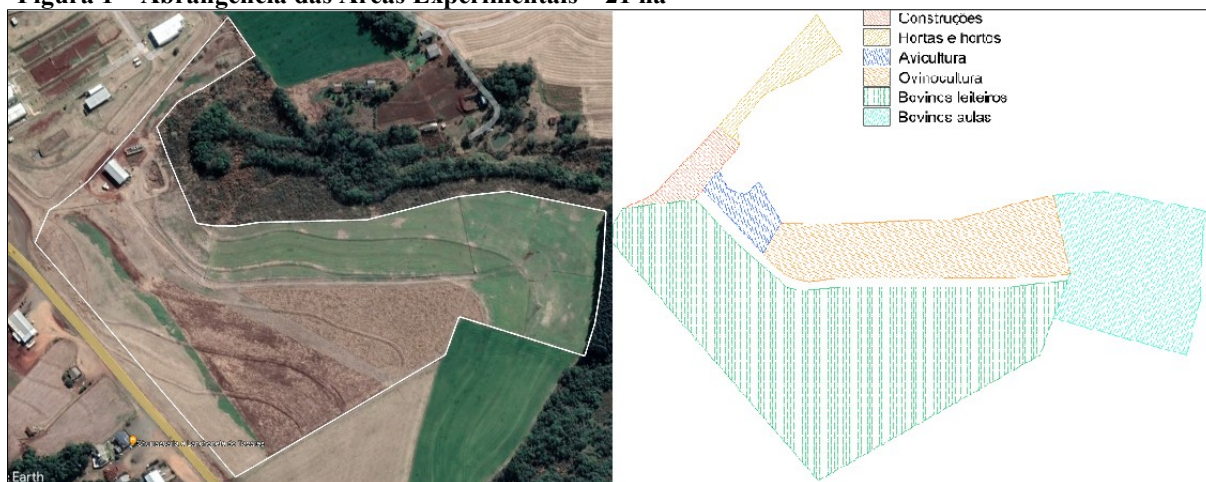 Figura 1 – Abrangência das Áreas Experimentais – 21 ha
Construções
Hortas e hortos
Avicultura
Ovinocultura
Bovinos leiteiros
Bovinos aulas
Earth